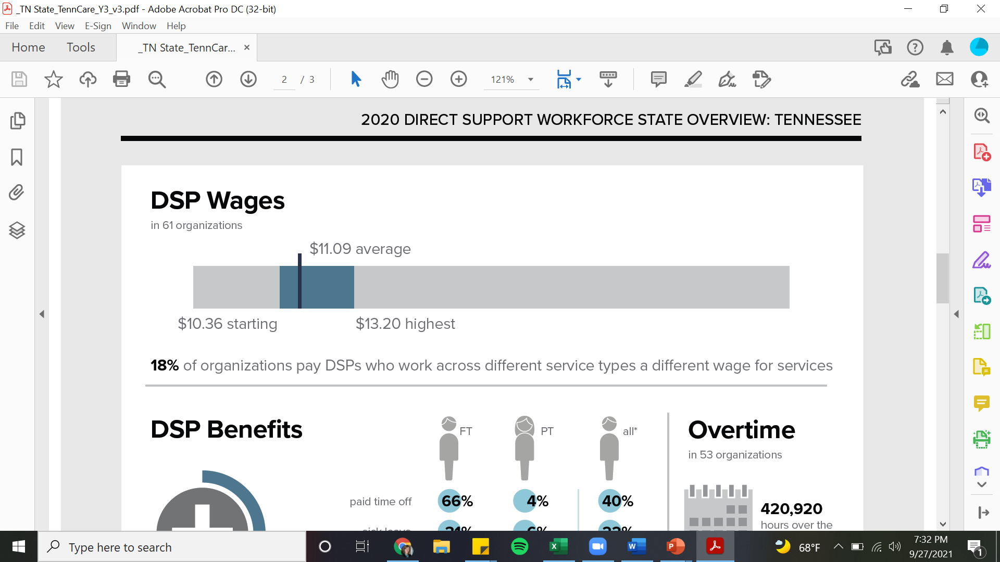 _TN State_TennCare_Y3_v3.pdf - Adobe Acrobat Pro DC (32-bit)
File Edit View E-Sign Window Help
Home Tools _TN State_TennCar... ×
2 / 3 121%
2020 DIRECT SUPPORT WORKFORCE STATE OVERVIEW: TENNESSEE
DSP Wages
in 61 organizations
$11.09 average
$10.36 starting $13.20 highest
18% of organizations pay DSPs who work across different service types a different wage for services
DSP Benefits
FT PT all*
paid time off 66% 4% 40%
Overtime
in 53 organizations
420,920
hours over the
Type here to search
68°F
7:32 PM
9/27/2021
1